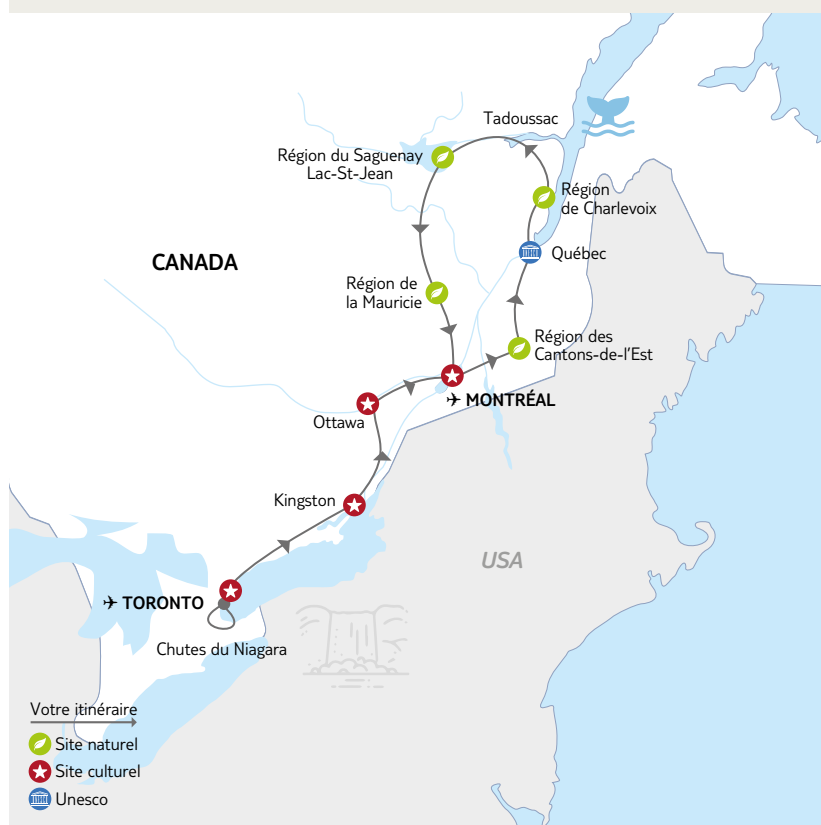 Tadoussac
Région du Saguenay
Lac-St-Jean
Région
de Charlevoix
CANADA
Québec
Région de
la Mauricie
Région des
Cantons-de-l'Est
MONTRÉAL
Ottawa
Kingston
USA
TORONTO
Chutes du Niagara
Votre itinéraire
Site naturel
Site culturel
Unesco